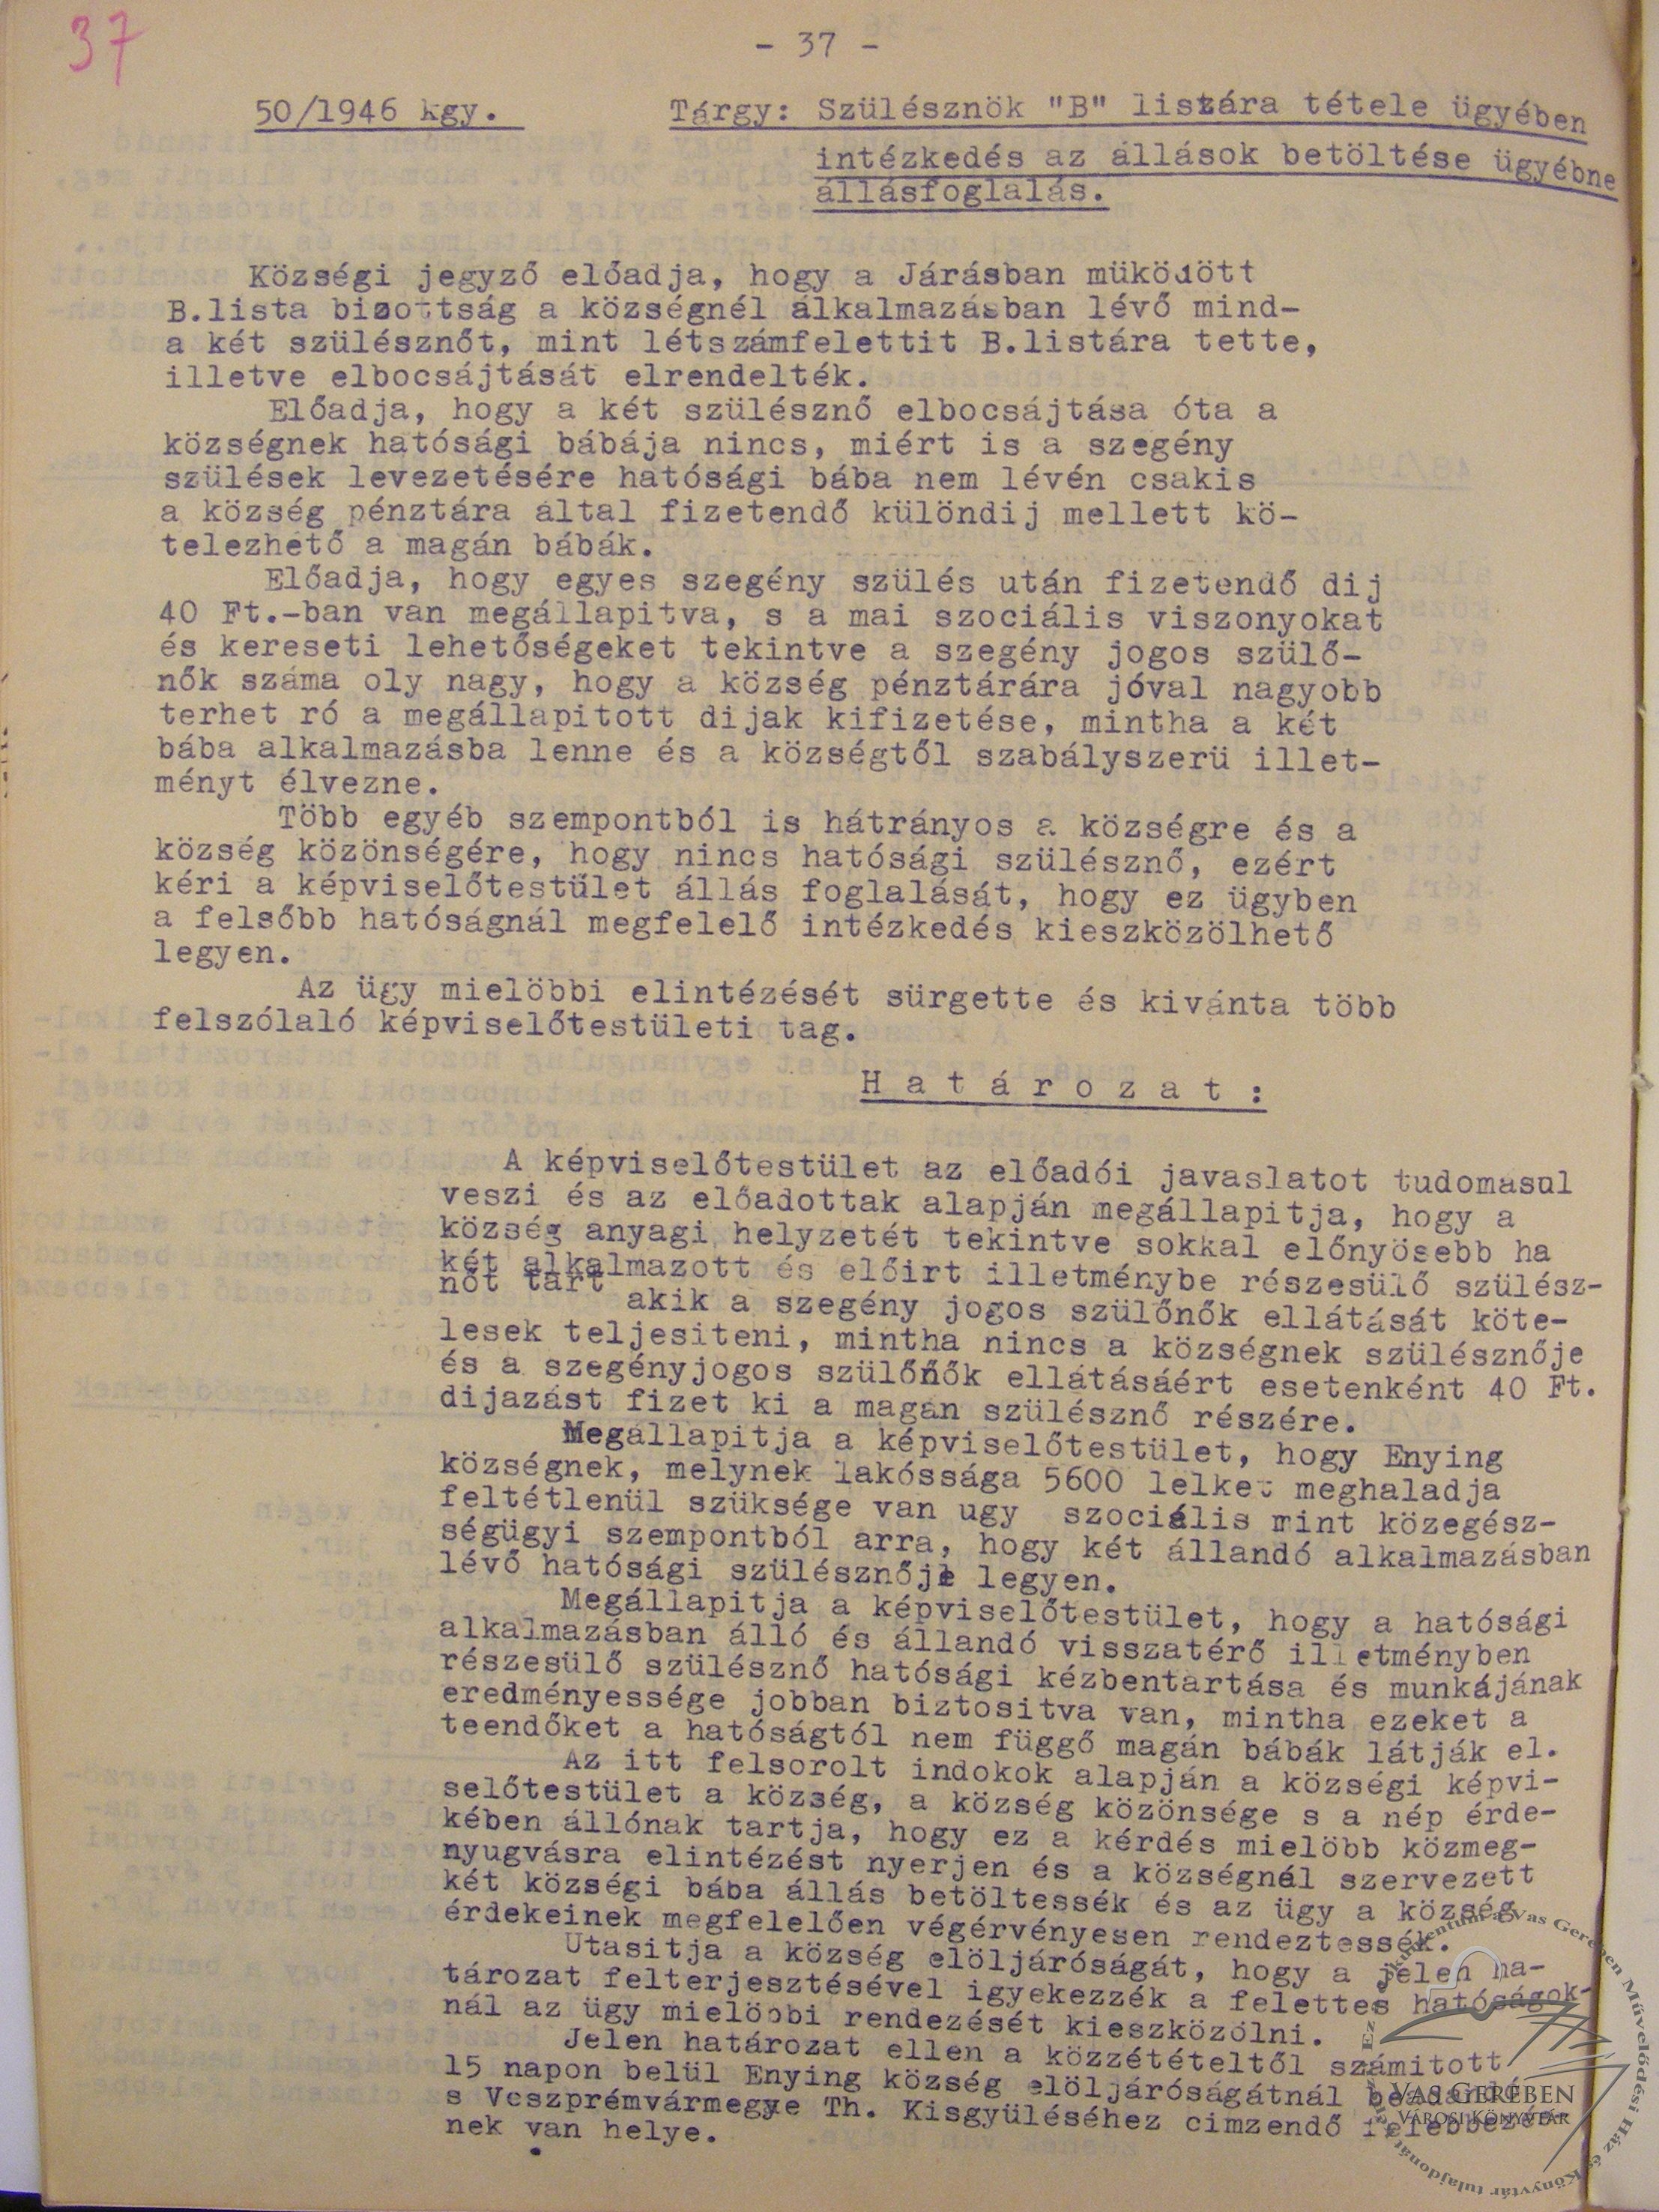 37
- 37 -
50/1946 kgy.
Tárgy: Szülésznök "B" listára tétele ügyében
intézkedés az állások betöltése ügyébne
állásfoglalás.
Községi jegyző előadja, hogy a Járásban müködött
B.lista bizottság a községnél alkalmazásban lévő mind-
a két szülésznőt, mint létszámfelettit B.listára tette,
illetve elbocsájtását elrendelték.
Előadja, hogy a két szülésznő elbocsájtása óta a
községnek hatósági bábája nincs, miért is a szegény
szülések levezetésére hatósági bába nem lévén csakis
a község pénztára által fizetendő különdij mellett kö-
telezhető a magán bábák.
Előadja, hogy egyes szegény szülés után fizetendő dij
40 Ft.-ban van megállapitva, s a mai szociális viszonyokat
és kereseti lehetőségeket tekintve a szegény jogos szülő-
nők száma oly nagy, hogy a község pénztárára jóval nagyobb
terhet ró a megállapitott dijak kifizetése, mintha a két
bába alkalmazásba lenne és a községtől szabályszerü illet-
ményt élvezne.
Több egyéb szempontból is hátrányos a községre és a
község közönségére, hogy nincs hatósági szülésznő, ezért
kéri a képviselőtestület állás foglalását, hogy ez ügyben
a felsőbb hatóságnál megfelelő intézkedés kieszközölhető
legyen.
Az ügy mielöbbi elintézését sürgette és kivánta több
felszólaló képviselőtestületi tag.
H a t á r o z a t :
A képviselőtestület az előadói javaslatot tudomasul
veszi és az előadottak alapján megállapitja, hogy a
község anyagi helyzetét tekintve sokkal előnyösebb ha
két alkalmazott és előirt illetménybe részesülő szülész-
nőt tart
akik a szegény jogos szülőnők ellátását köte-
lesek teljesiteni, mintha nincs a községnek szülésznője
és a szegényjogos szülőnők ellátásáért esetenként 40 Ft.
dijazást fizet ki a magán szülésznő részére.
Megállapitja a képviselőtestület, hogy Enying
községnek, melynek lakóssága 5600 lelket meghaladja
feltétlenül szüksége van ugy szociális mint közegész-
ségügyi szempontból arra, hogy két állandó alkalmazásban
lévő hatósági szülésznője legyen.
Megállapitja a képviselőtestület, hogy a hatósági
alkalmazásban álló és állandó visszatérő illetményben
részesülő szülésznő hatósági kézbentartása és munkájának
eredményessége jobban biztositva van, mintha ezeket a
teendőket a hatóságtól nem függő magán bábák látják el.
Az itt felsorolt indokok alapján a községi képvi-
selőtestület a község, a község közönsége s a nép érde-
kében állónak tartja, hogy ez a kérdés mielöbb közmeg-
nyugvásra elintézést nyerjen és a községnél szervezett
két községi bába állás betöltessék és az ügy a község
érdekeinek megfelelően végérvényesen rendeztessék.
Utasitja a község elöljáróságát, hogy a jelen ha-
tározat felterjesztésével igyekezzék a felettes hatóságok-
nál az ügy mielöbbi rendezését kieszközölni.
Jelen határozat ellen a közzétételtől számitott
15 napon belül Enying község elöljáróságátnál beadandó
s Veszprémvármegye Th. Kisgyüléséhez cimzendő felebbezés-
nek van helye.
Ez a dokumentum a Vas Gereben Művelődési Ház és Könyvtár tulajdonát
VAS GEREBEN
VÁROSI KÖNYVTÁR